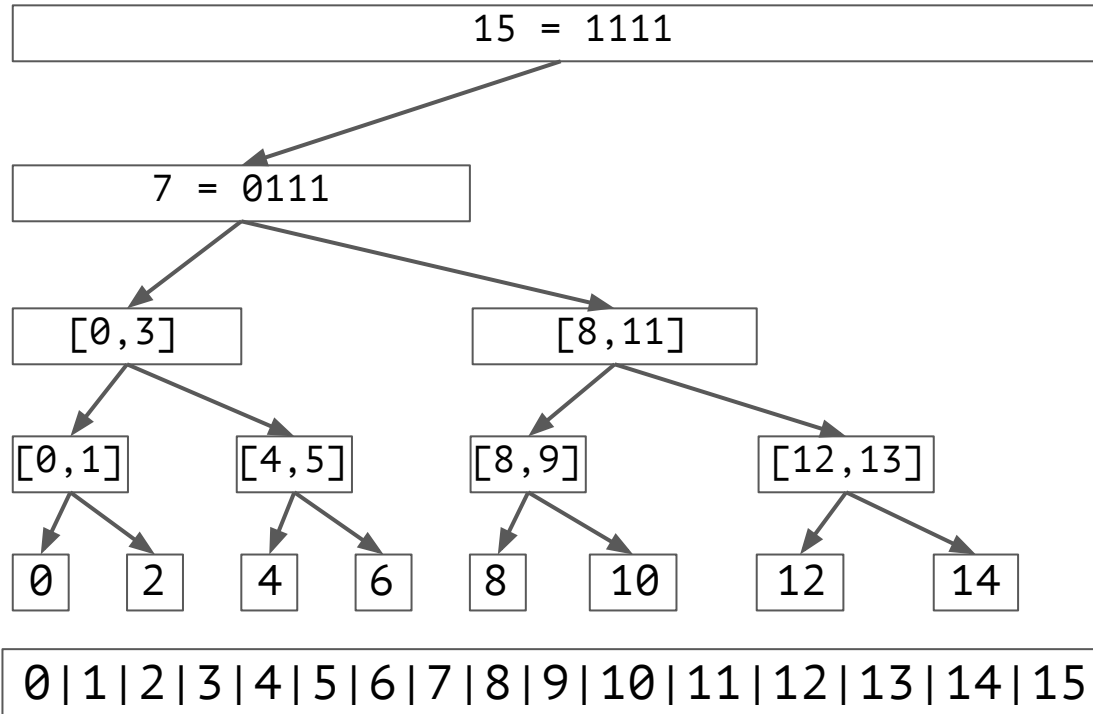 15 = 1111
7 = 0111
[0,3] [8,11]
[0,1] [4,5] [8,9] [12,13]
0 2 4 6 8 10 12 14
0|1|2|3|4|5|6|7|8|9|10|11|12|13|14|15